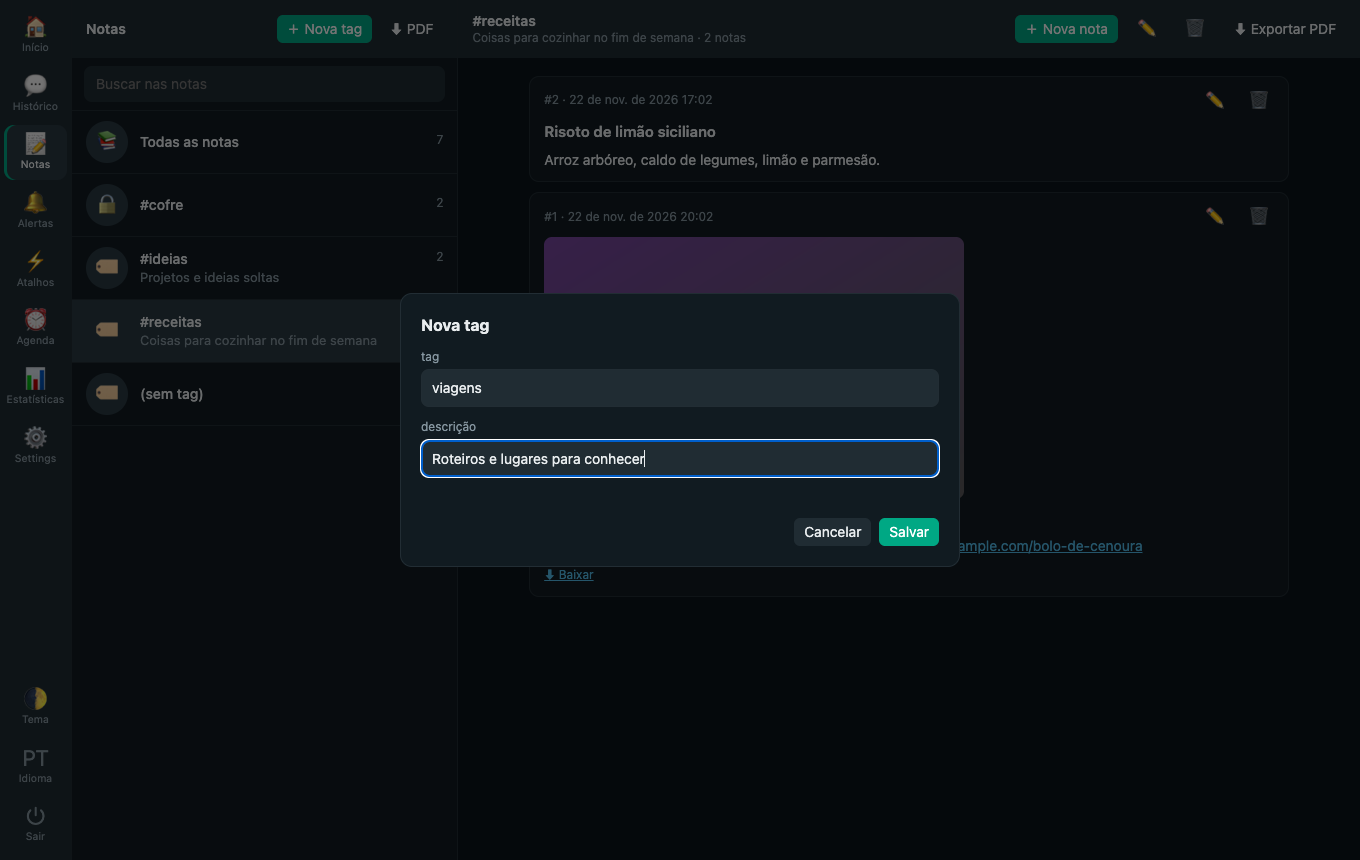 Início
Histórico
Notas
Alertas
Atalhos
Agenda
Estatísticas
Settings
Tema
PT
Idioma
Sair
Notas
+ Nova tag
⬇ PDF
Buscar nas notas
Todas as notas
7
#cofre
2
#ideias
2
Projetos e ideias soltas
#receitas
Coisas para cozinhar no fim de semana
(sem tag)
#receitas
Coisas para cozinhar no fim de semana · 2 notas
+ Nova nota
⬇ Exportar PDF
#2 · 22 de nov. de 2026 17:02
Risoto de limão siciliano
Arroz arbóreo, caldo de legumes, limão e parmesão.
#1 · 22 de nov. de 2026 20:02
ample.com/bolo-de-cenoura
⬇ Baixar
Nova tag
tag
viagens
descrição
Roteiros e lugares para conhecer
Cancelar
Salvar